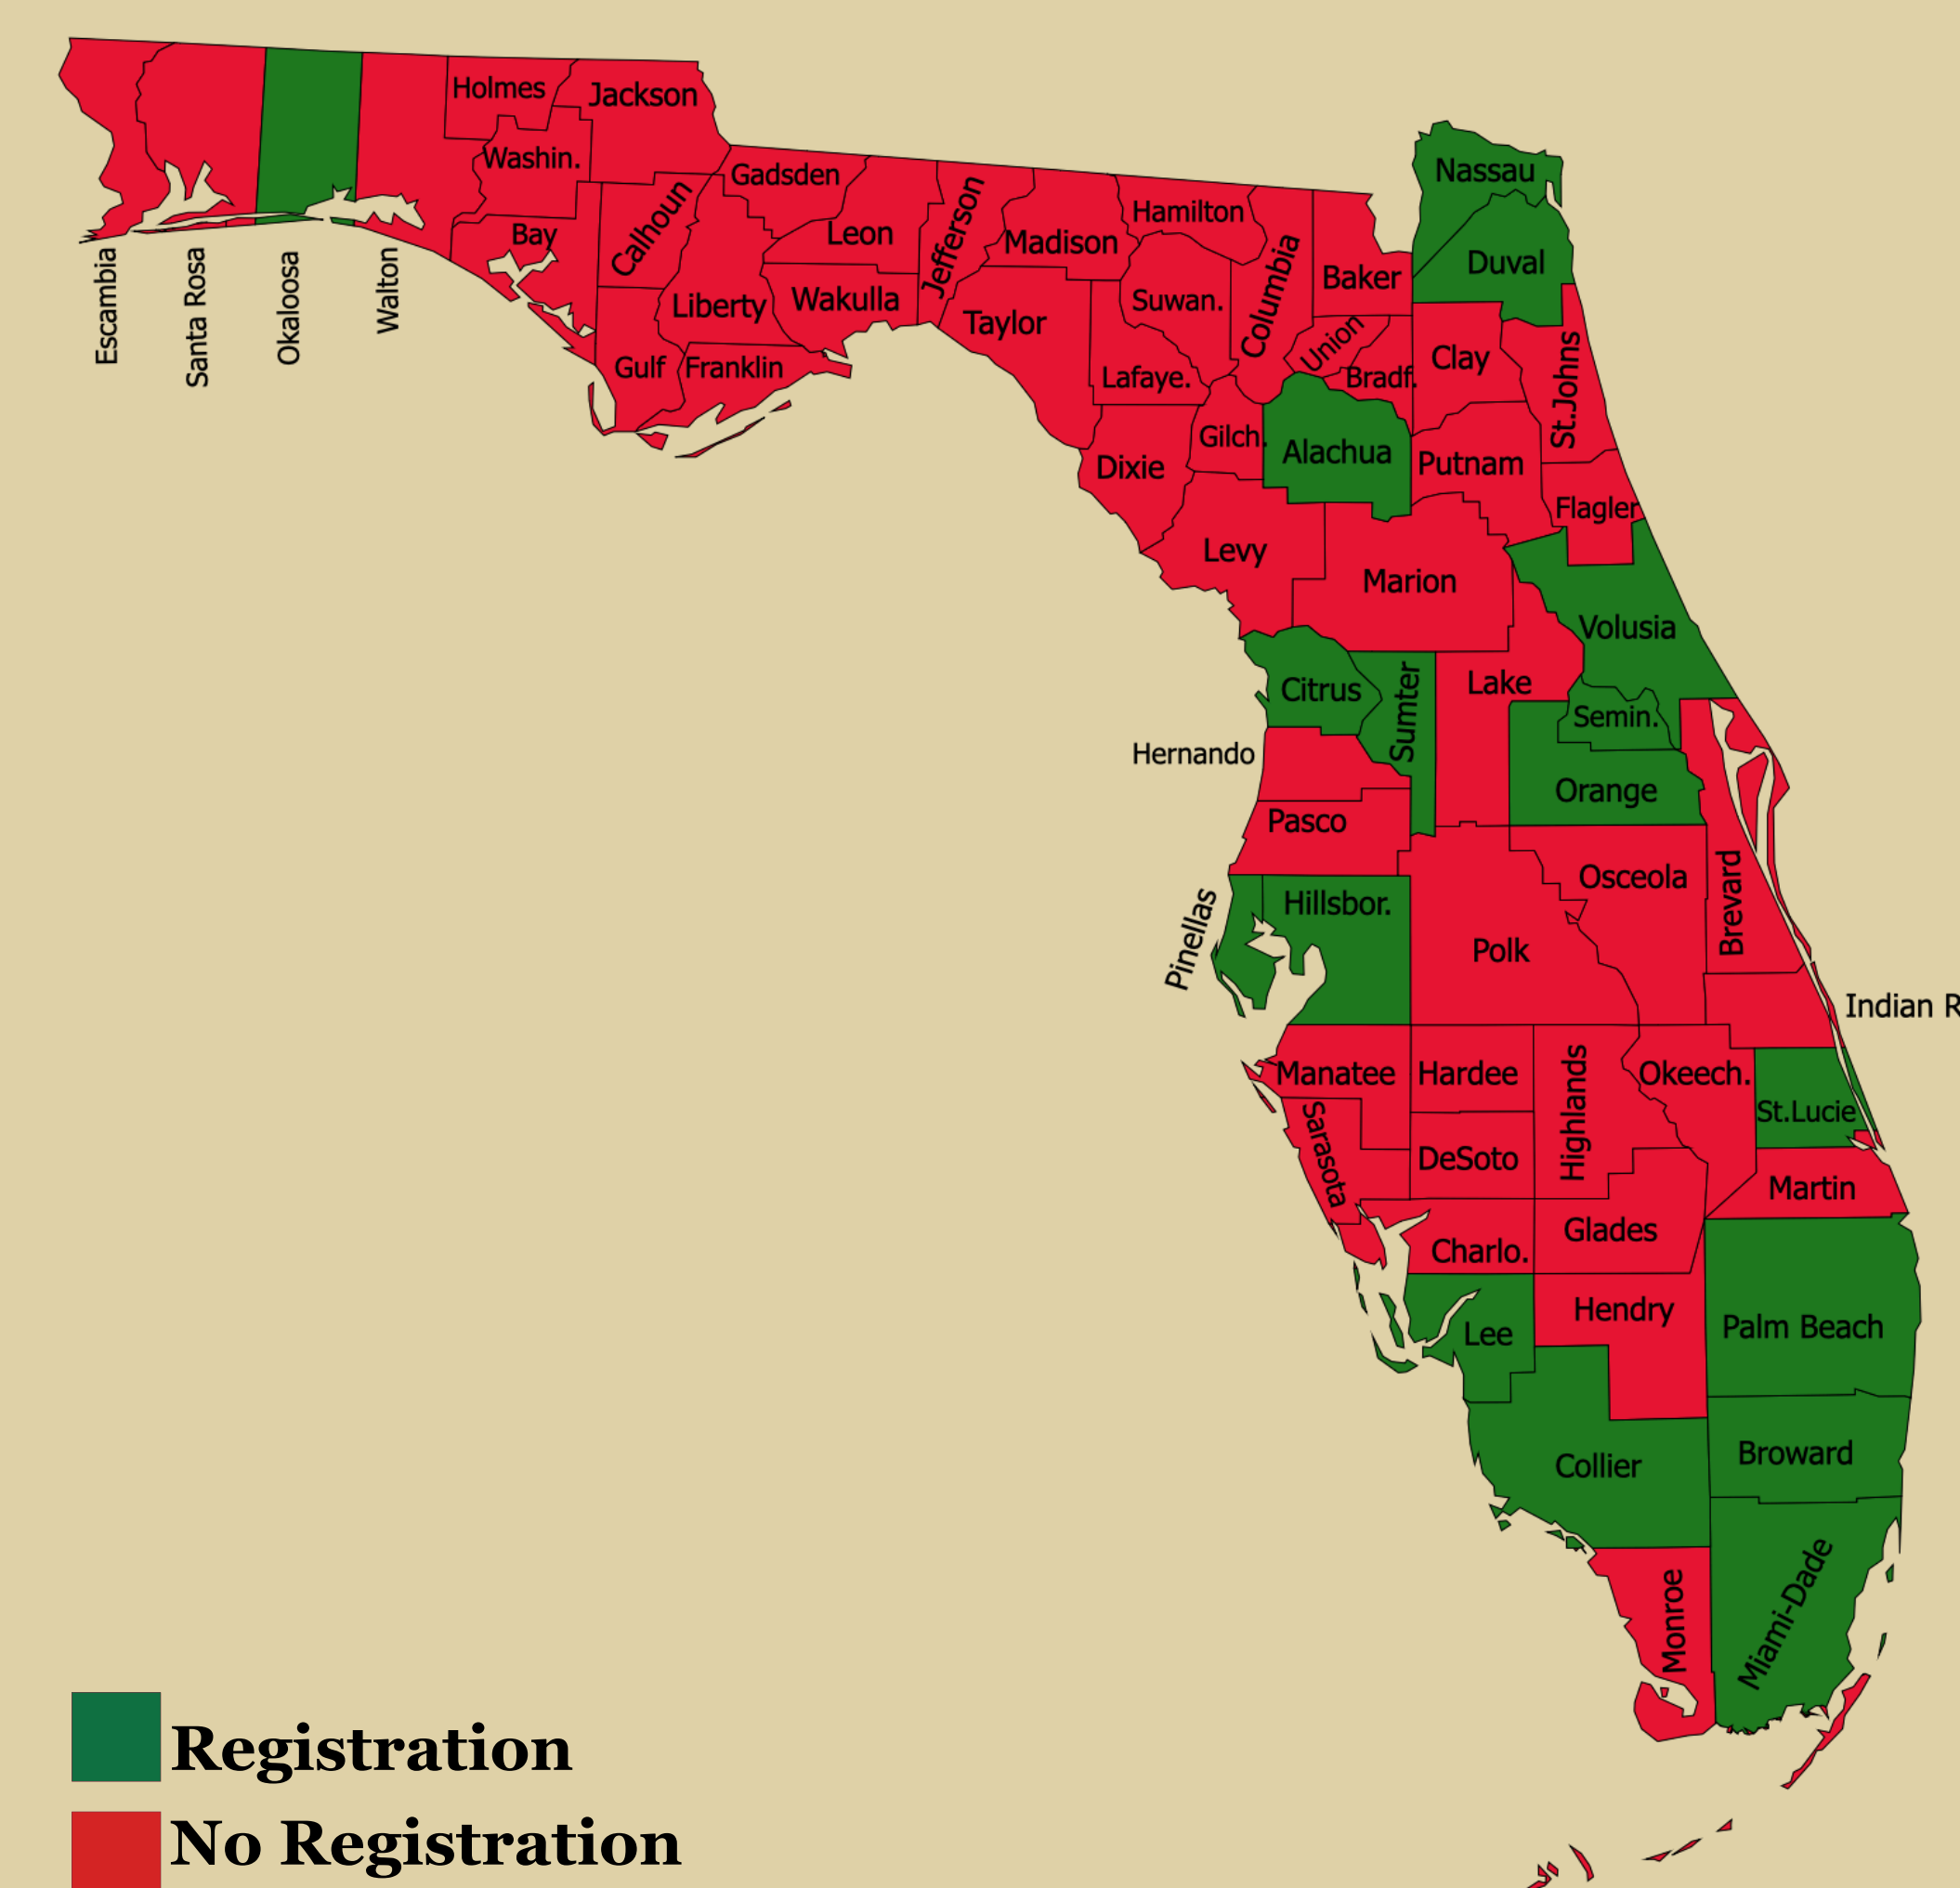 Holmes
Jackson
Washin.
Gadsden
Bay
Calhoun
Leon
Jefferson
Madison
Hamilton
Nassau
Duval
Baker
Columbia
Escambia
Santa Rosa
Okaloosa
Walton
Liberty
Wakulla
Taylor
Suwan.
Union
Clay
St.Johns
Gulf
Franklin
Lafaye.
Bradf.
Dixie
Gilch.
Alachua
Putnam
Flagler
Levy
Marion
Volusia
Citrus
Sumter
Lake
Semin.
Hernando
Orange
Pasco
Osceola
Brevard
Pinellas
Hillsbor.
Polk
Indian R
Manatee
Hardee
Highlands
Okeech.
St.Lucie
Sarasota
DeSoto
Martin
Charlo.
Glades
Hendry
Lee
Palm Beach
Collier
Broward
Monroe
Miami-Dade
Registration
No Registration